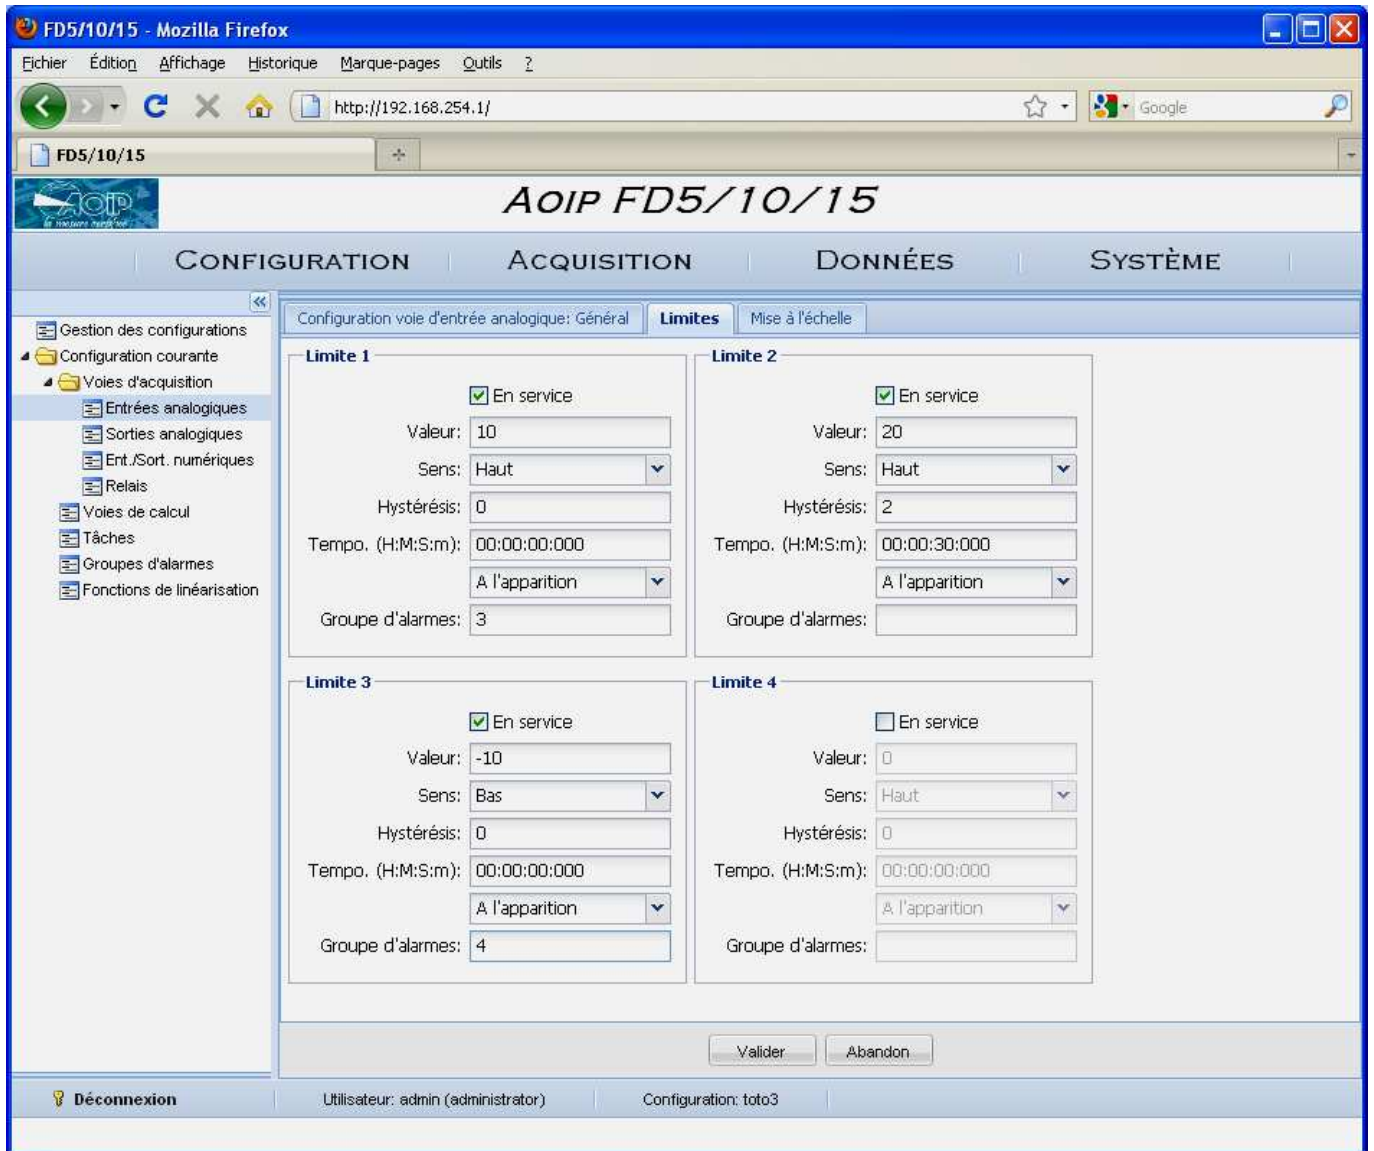 FD5/10/15 - Mozilla Firefox
Fichier Édition Affichage Historique Marque-pages Outils ?
http://192.168.254.1/
Google
FD5/10/15
AOIP
AOIP FD5/10/15
CONFIGURATION ACQUISITION DONNÉES SYSTÈME
Gestion des configurations
Configuration courante
Voies d'acquisition
Entrées analogiques
Sorties analogiques
Ent./Sort. numériques
Relais
Voies de calcul
Tâches
Groupes d'alarmes
Fonctions de linéarisation
Configuration voie d'entrée analogique: Général Limites Mise à l'échelle
Limite 1
En service
Valeur: 10
Sens: Haut
Hystérésis: 0
Tempo. (H:M:S:m): 00:00:00:000
A l'apparition
Groupe d'alarmes: 3
Limite 2
En service
Valeur: 20
Sens: Haut
Hystérésis: 2
Tempo. (H:M:S:m): 00:00:30:000
A l'apparition
Groupe d'alarmes:
Limite 3
En service
Valeur: -10
Sens: Bas
Hystérésis: 0
Tempo. (H:M:S:m): 00:00:00:000
A l'apparition
Groupe d'alarmes: 4
Limite 4
En service
Valeur: 0
Sens: Haut
Hystérésis: 0
Tempo. (H:M:S:m): 00:00:00:000
A l'apparition
Groupe d'alarmes:
Valider Abandon
Déconnexion Utilisateur: admin (administrator) Configuration: toto3